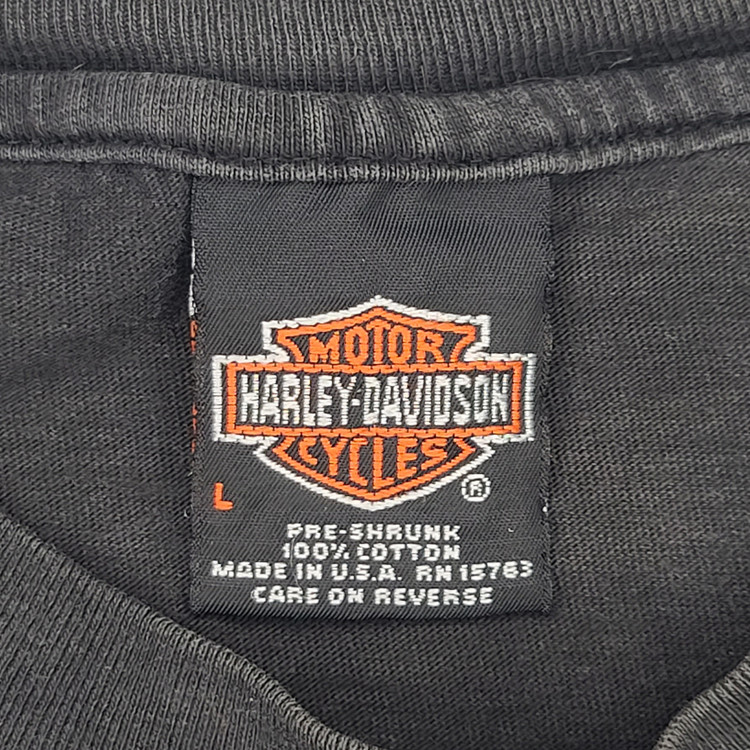 MOTOR
HARLEY-DAVIDSON
CYCLES
®
L
PRE-SHRUNK
100% COTTON
MADE IN U.S.A. RN 15763
CARE ON REVERSE